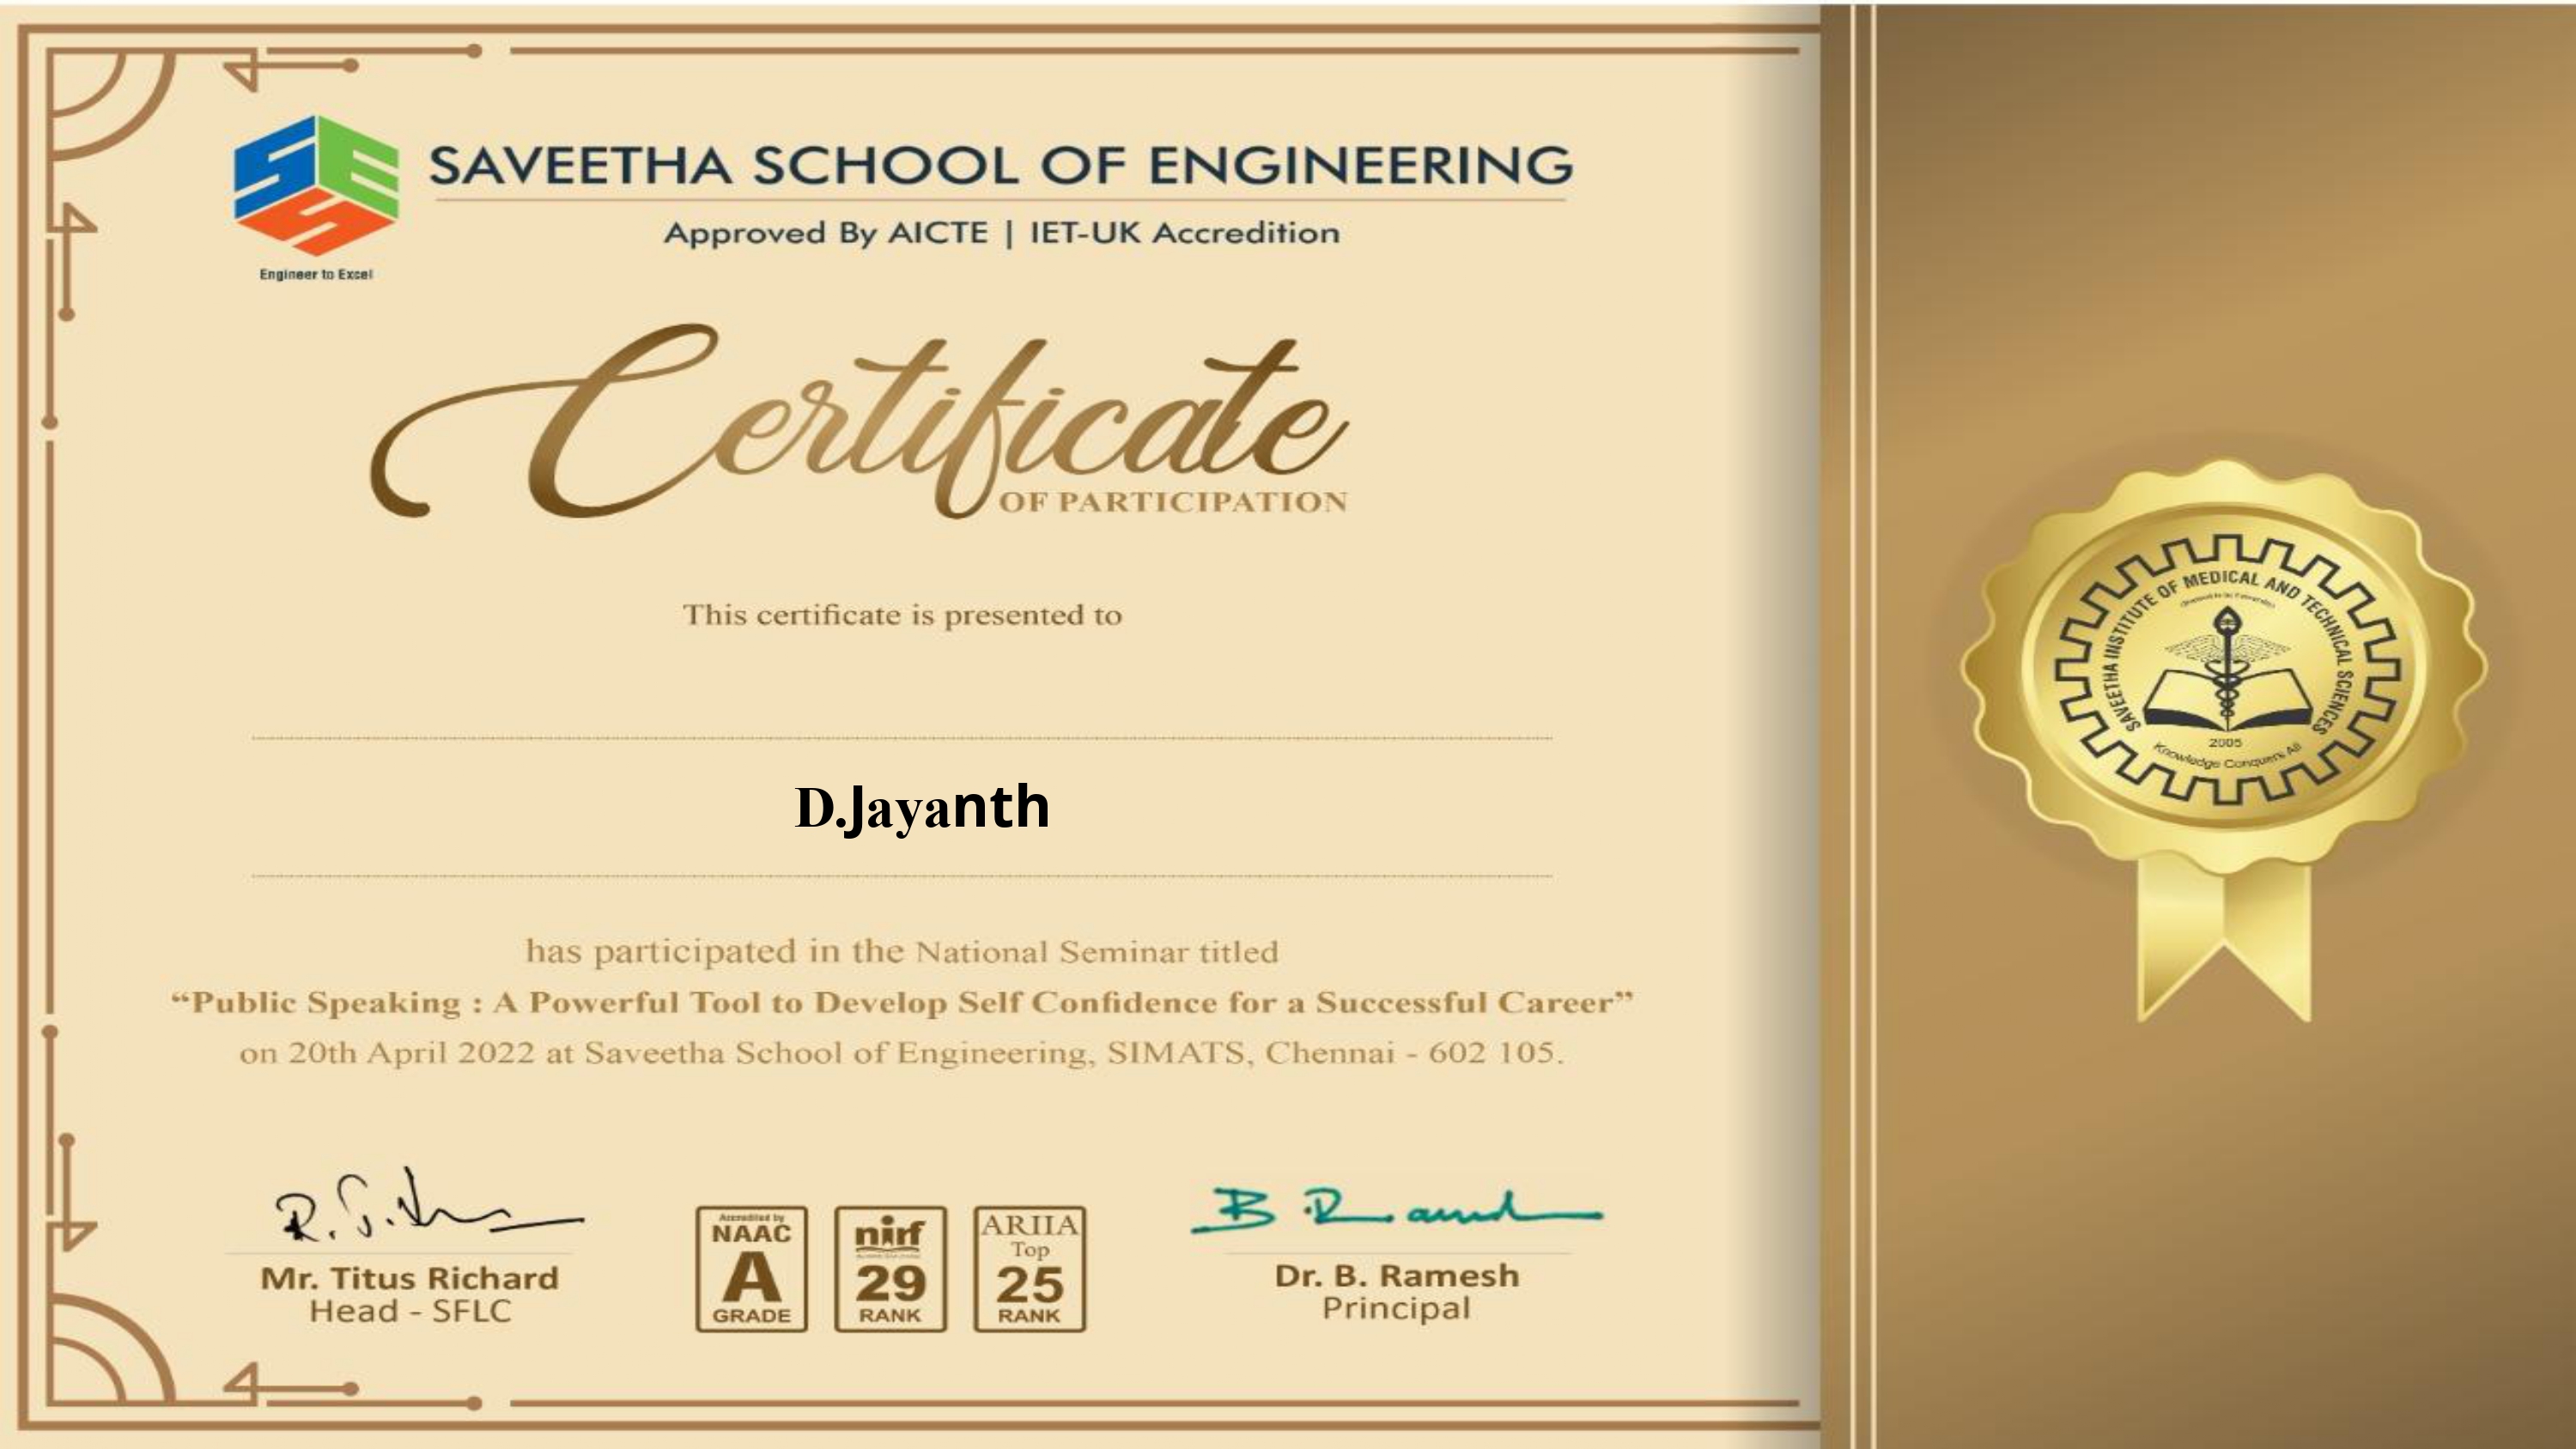 SAVEETHA SCHOOL OF ENGINEERING
Approved By AICTE | IET-UK Accredition
Engineer to Excel
Certificate
OF PARTICIPATION
This certificate is presented to
D.Jayanth
has participated in the National Seminar titled
“Public Speaking : A Powerful Tool to Develop Self Confidence for a Successful Career”
on 20th April 2022 at Saveetha School of Engineering, SIMATS, Chennai - 602 105.
Mr. Titus Richard
Head - SFLC
Accredited by
NAAC
A
GRADE
nirf
29
RANK
ARIIA
Top
25
RANK
Dr. B. Ramesh
Principal
SAVEETHA INSTITUTE OF MEDICAL AND TECHNICAL SCIENCES
2005
Knowledge Conquers All